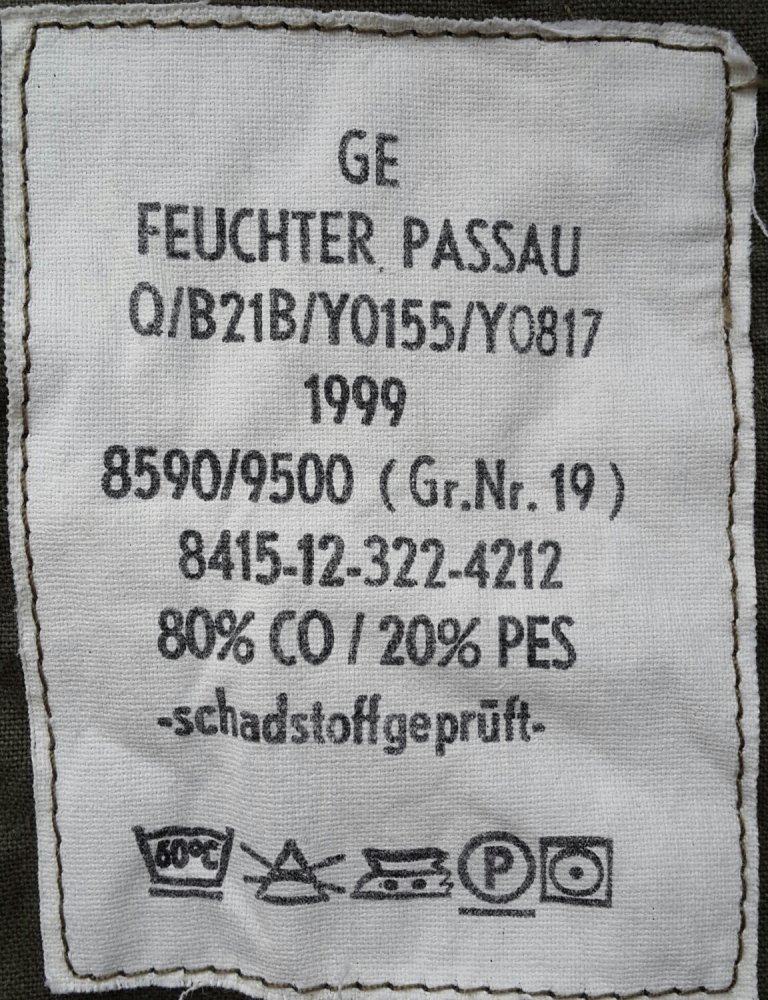 GE
FEUCHTER, PASSAU
Q/B21B/Y0155/Y0817
1999
8590/9500 (Gr.Nr. 19)
8415-12-322-4212
80% CO / 20% PES
-schadstoffgeprüft-
60°C P